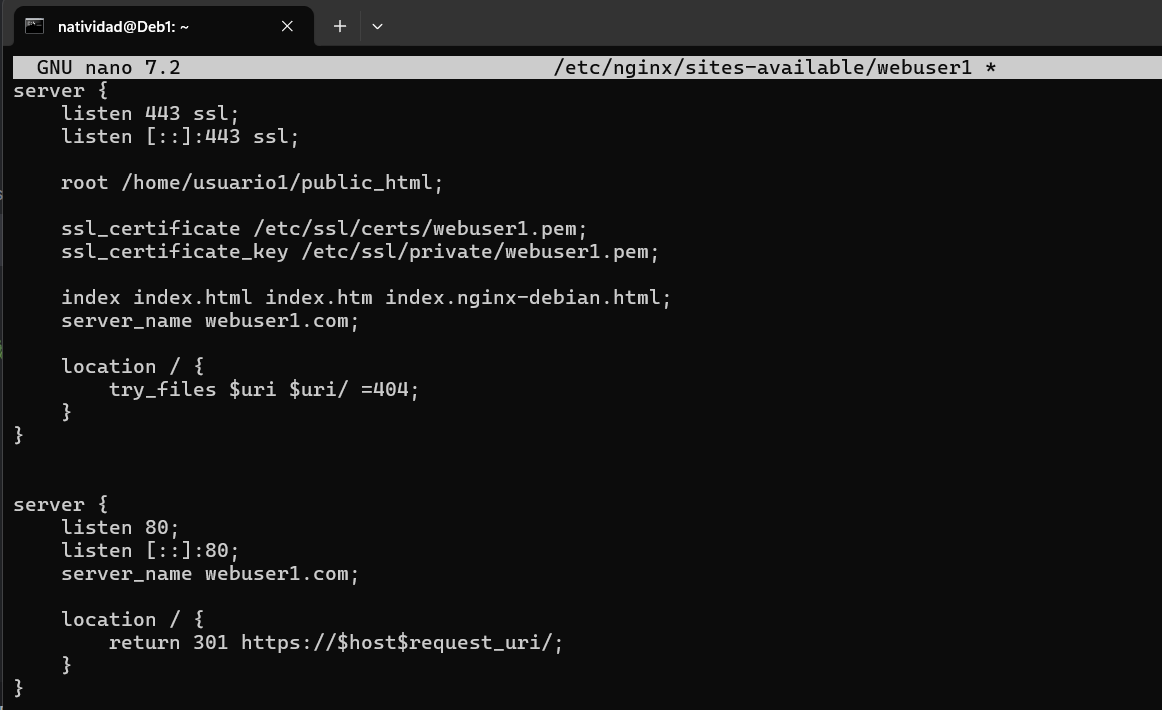 natividad@Deb1: ~
GNU nano 7.2 /etc/nginx/sites-available/webuser1 *
server {
    listen 443 ssl;
    listen [::]:443 ssl;

    root /home/usuario1/public_html;

    ssl_certificate /etc/ssl/certs/webuser1.pem;
    ssl_certificate_key /etc/ssl/private/webuser1.pem;

    index index.html index.htm index.nginx-debian.html;
    server_name webuser1.com;

    location / {
        try_files $uri $uri/ =404;
    }
}


server {
    listen 80;
    listen [::]:80;
    server_name webuser1.com;

    location / {
        return 301 https://$host$request_uri/;
    }
}